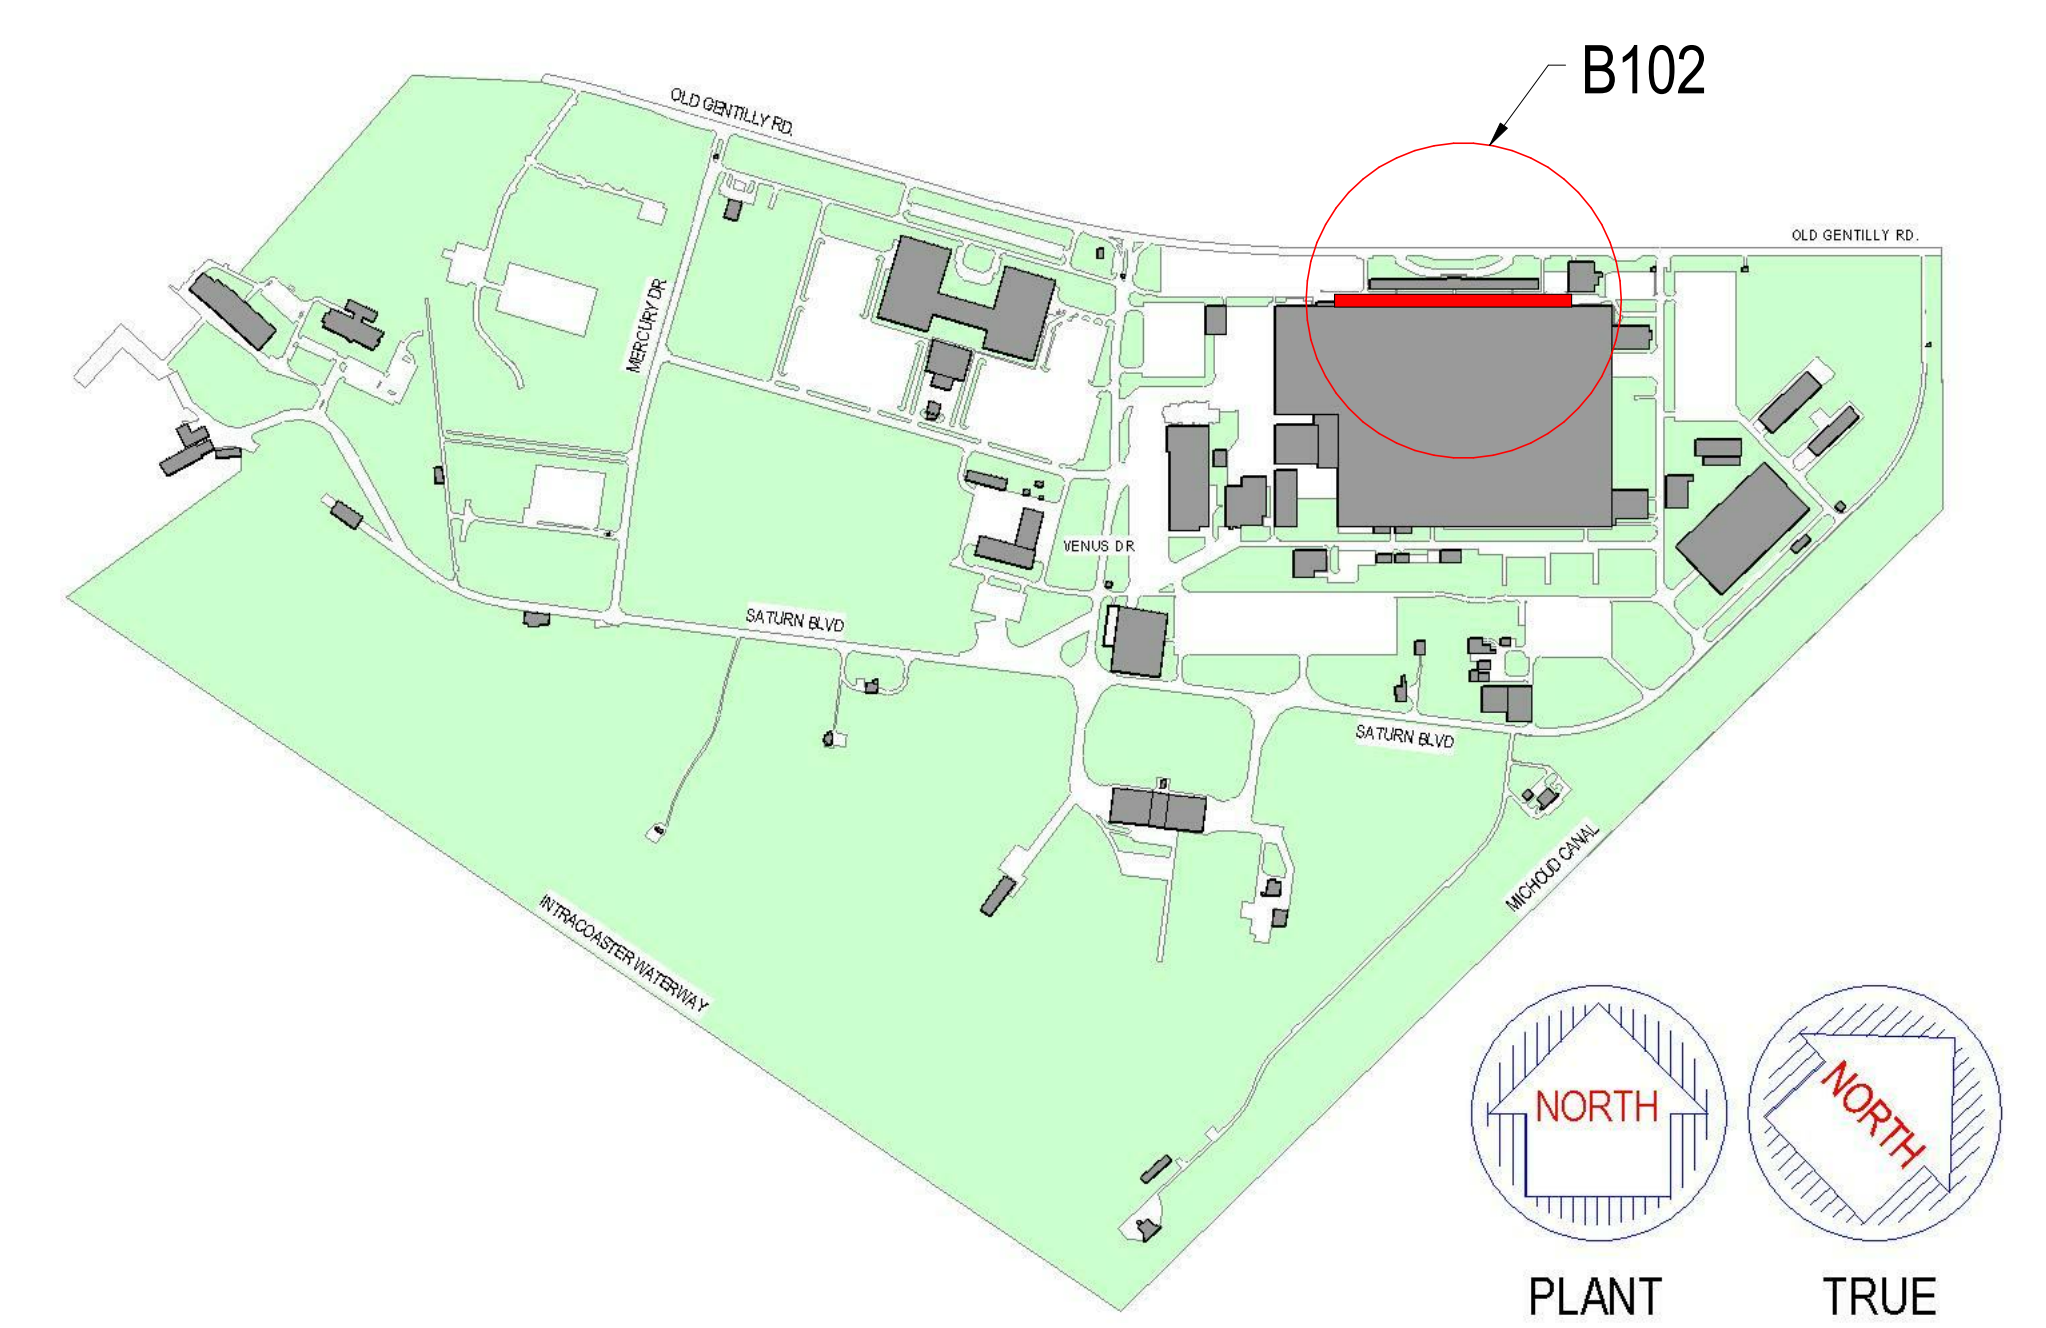 B102
OLD GENTILLY RD.
OLD GENTILLY RD.
MERCURY DR
VENUS DR
SATURN BLVD
SATURN BLVD
MICHOUD CANAL
INTRACOASTER WATERWAY
NORTH
NORTH
PLANT
TRUE